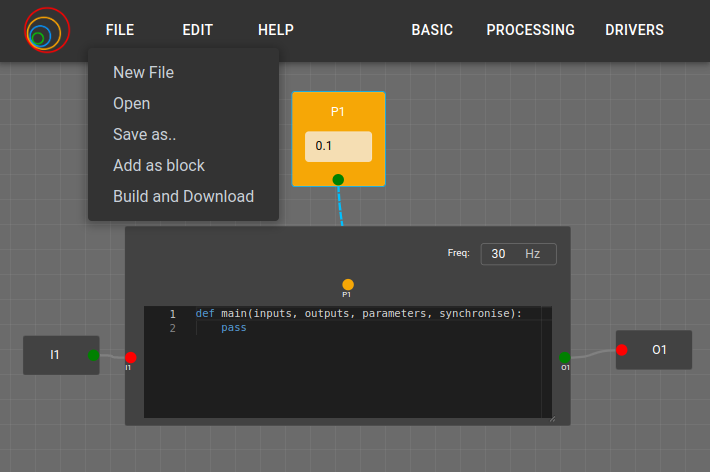 FILE EDIT HELP BASIC PROCESSING DRIVERS
New File
Open
Save as..
Add as block
Build and Download
P1
0.1
Freq: 30 Hz
P1
1 def main(inputs, outputs, parameters, synchronise):
2 pass
I1
I1
O1
O1